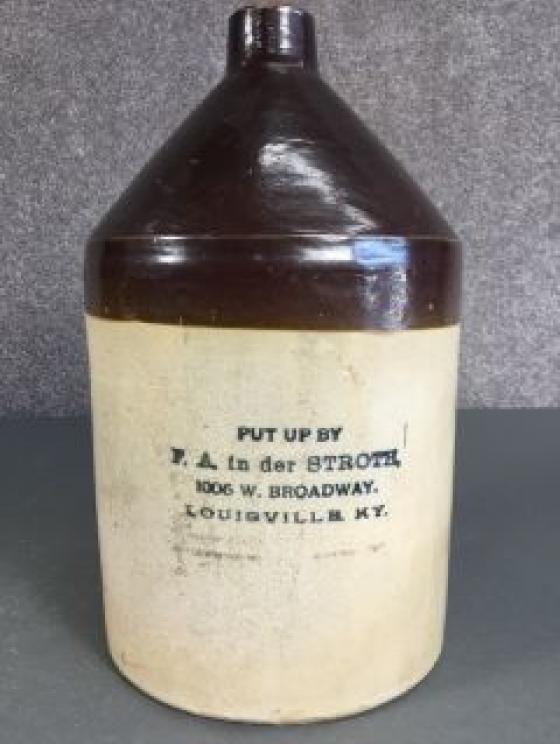 PUT UP BY
F. A. in der STROTH,
1006 W. BROADWAY.
LOUISVILLE, KY.